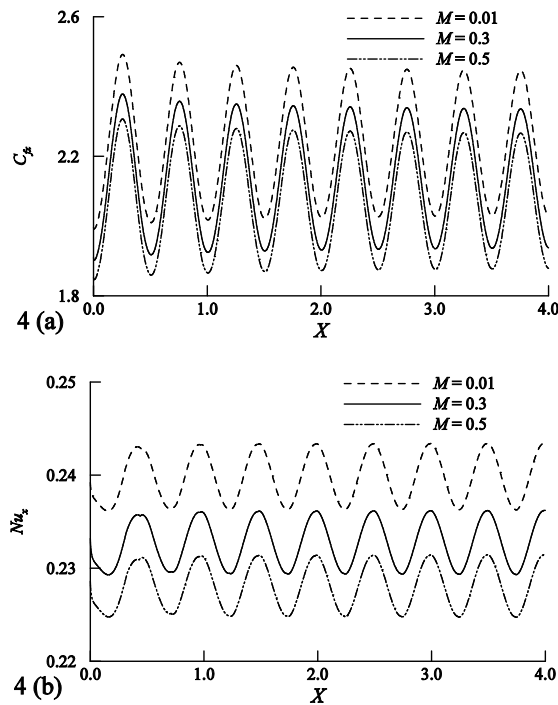 2.6
M = 0.01
M = 0.3
M = 0.5
C_fx
2.2
1.8
0.0 1.0 2.0 3.0 4.0
4 (a)
X
0.25
M = 0.01
M = 0.3
M = 0.5
0.24
Nu_x
0.23
0.22
0.0 1.0 2.0 3.0 4.0
4 (b)
X